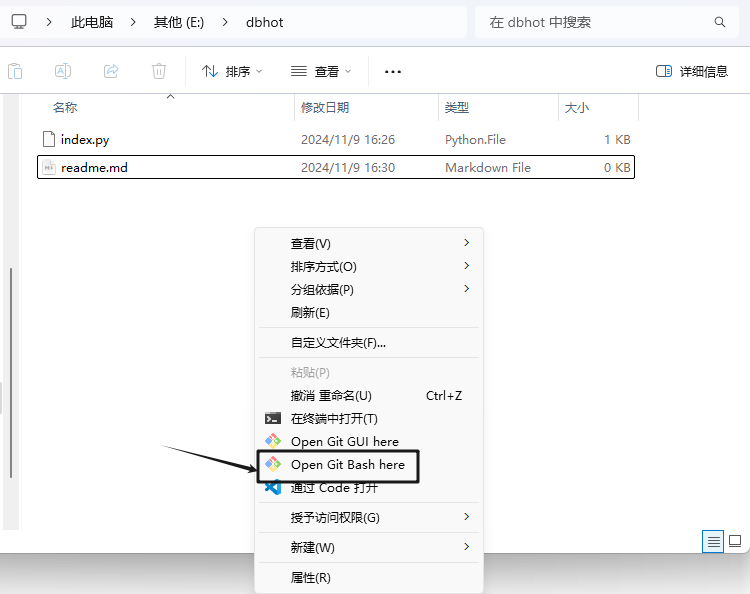 此电脑 其他 (E:) dbhot 在 dbhot 中搜索
排序 查看 详细信息
名称 修改日期 类型 大小
index.py 2024/11/9 16:26 Python.File 1 KB
readme.md 2024/11/9 16:30 Markdown File 0 KB
查看(V)
排序方式(O)
分组依据(P)
刷新(E)
自定义文件夹(F)...
粘贴(P)
撤消 重命名(U) Ctrl+Z
在终端中打开(T)
Open Git GUI here
Open Git Bash here
通过 Code 打开
授予访问权限(G)
新建(W)
属性(R)